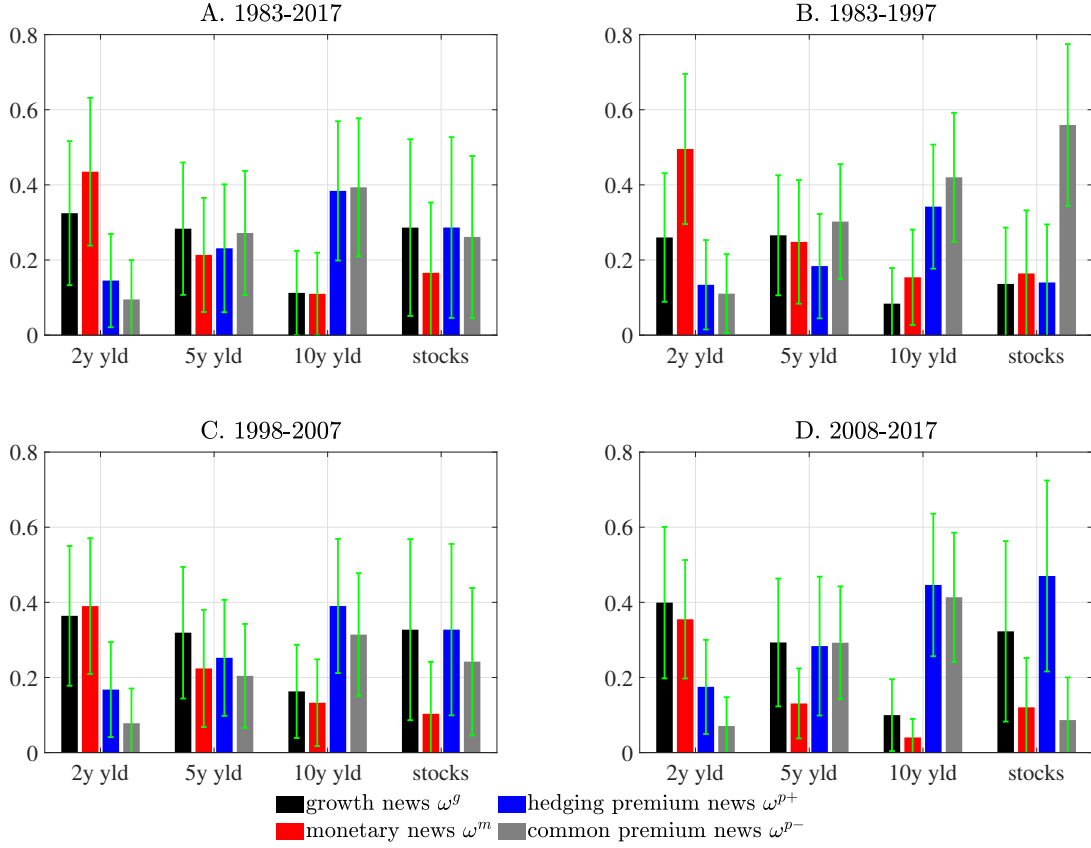 A. 1983-2017
0.8
0.6
0.4
0.2
0
2y yld 5y yld 10y yld stocks
B. 1983-1997
0.8
0.6
0.4
0.2
0
2y yld 5y yld 10y yld stocks
C. 1998-2007
0.8
0.6
0.4
0.2
0
2y yld 5y yld 10y yld stocks
D. 2008-2017
0.8
0.6
0.4
0.2
0
2y yld 5y yld 10y yld stocks
growth news ω^g hedging premium news ω^{p+}
monetary news ω^m common premium news ω^{p−}